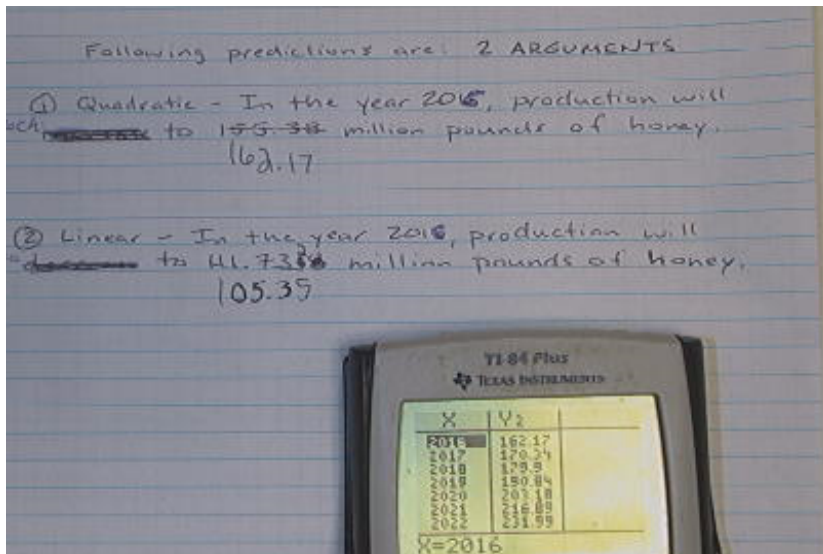 Following predictions are: 2 ARGUMENTS
① Quadratic - In the year 2016, production will
to 155.38 million pounds of honey.
162.17
② Linear - In the year 2016, production will
to million pounds of honey.
105.39
TI-84 Plus
TEXAS INSTRUMENTS
X Y2
2016 162.17
2017 170.34
2018 179.9
2019 190.84
2020 203.18
2021 216.89
2022 231.99
X=2016